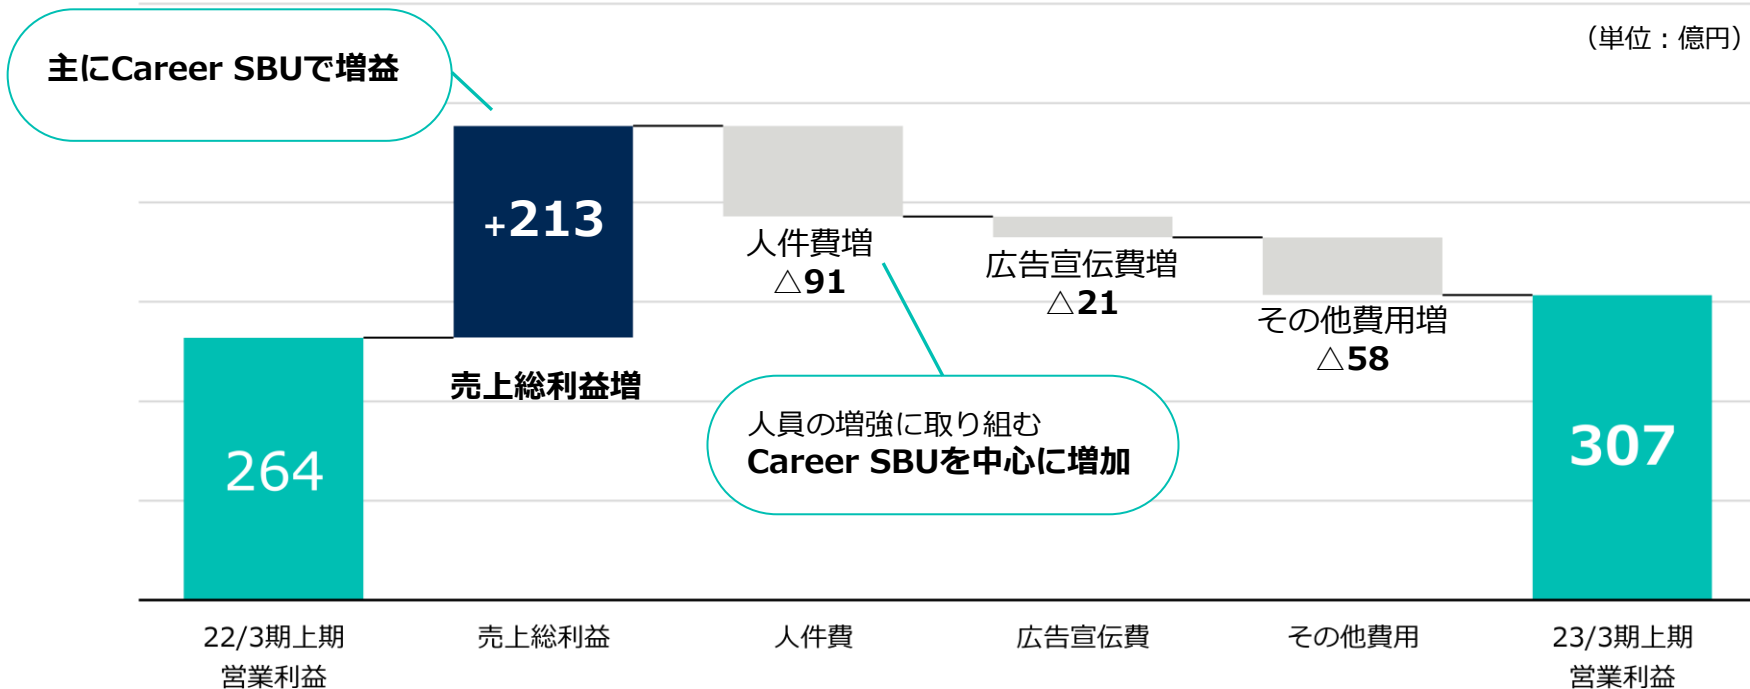 （単位：億円）
主にCareer SBUで増益
+213
人件費増
△91
広告宣伝費増
△21
その他費用増
△58
売上総利益増
人員の増強に取り組む
Career SBUを中心に増加
264
307
22/3期上期
営業利益
売上総利益
人件費
広告宣伝費
その他費用
23/3期上期
営業利益